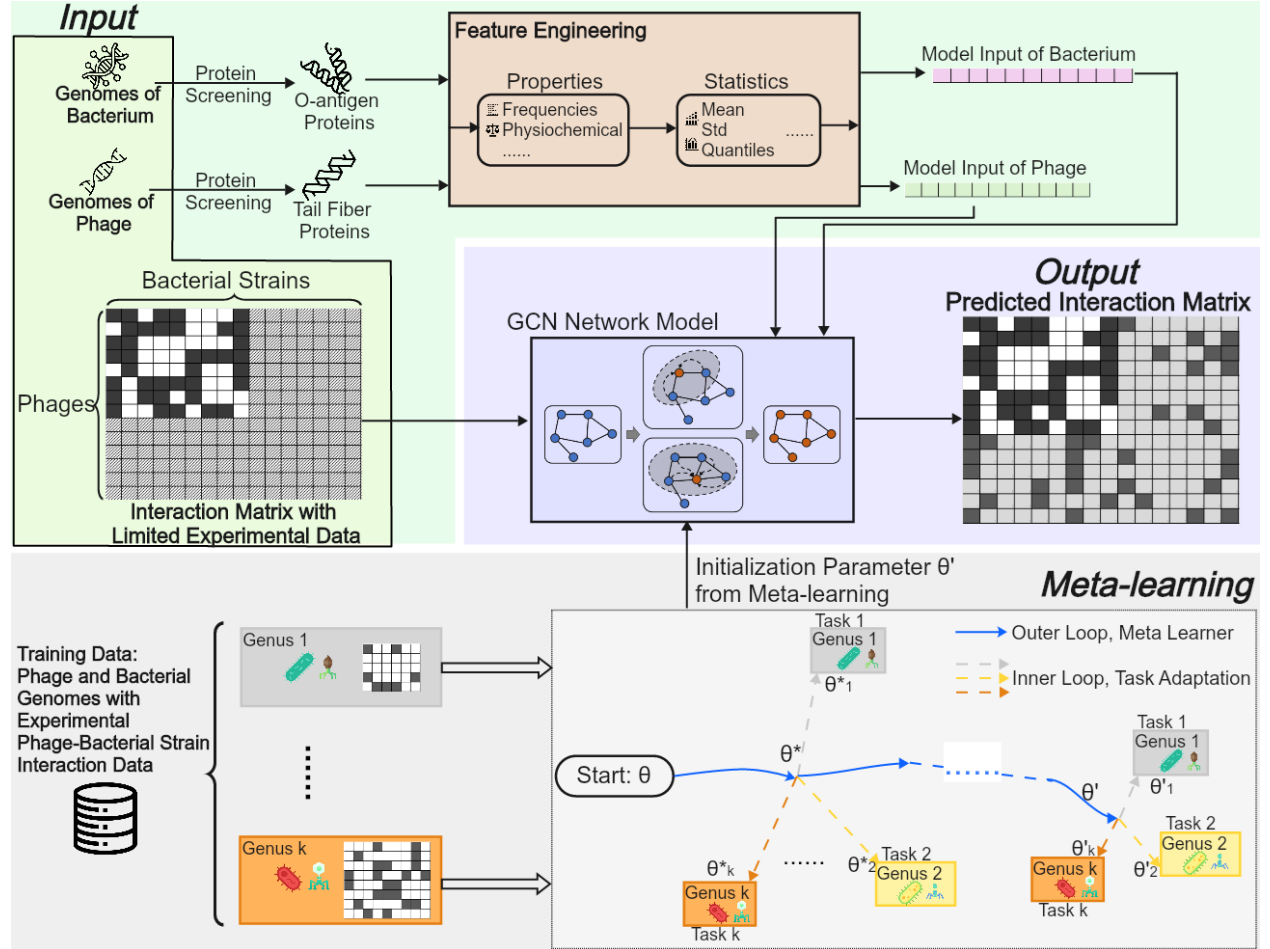 Input
Genomes of
Bacterium
Protein
Screening
O-antigen
Proteins
Genomes of
Phage
Protein
Screening
Tail Fiber
Proteins
Feature Engineering
Properties
Frequencies
Physiochemical
......
Statistics
Mean
Std
Quantiles
......
Model Input of Bacterium
Model Input of Phage
Bacterial Strains
Phages
Interaction Matrix with
Limited Experimental Data
GCN Network Model
Output
Predicted Interaction Matrix
Initialization Parameter θ'
from Meta-learning
Meta-learning
Training Data:
Phage and Bacterial
Genomes with
Experimental
Phage-Bacterial Strain
Interaction Data
Genus 1
Genus k
Start: θ
θ*
Task 1
Genus 1
θ*1
θ*k
Genus k
Task k
......
θ*2
Task 2
Genus 2
Outer Loop, Meta Learner
Inner Loop, Task Adaptation
θ'
Task 1
Genus 1
θ'1
θ'k
Genus k
Task k
θ'2
Task 2
Genus 2